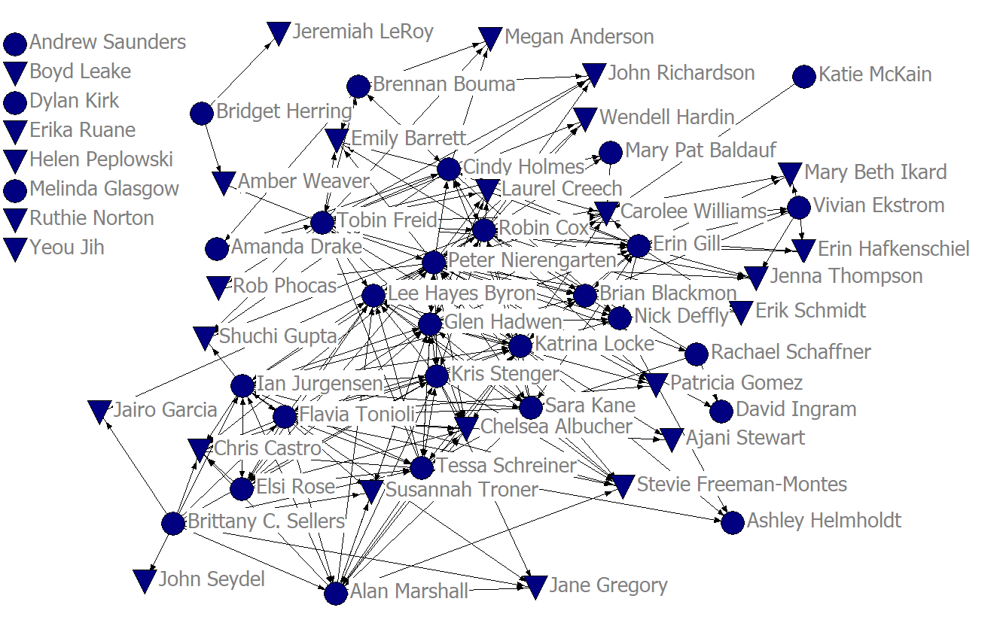 Andrew Saunders
Boyd Leake
Dylan Kirk
Erika Ruane
Helen Peplowski
Melinda Glasgow
Ruthie Norton
Yeou Jih
Jeremiah LeRoy
Megan Anderson
John Richardson
Katie McKain
Brennan Bouma
Bridget Herring
Wendell Hardin
Emily Barrett
Mary Pat Baldauf
Cindy Holmes
Mary Beth Ikard
Amber Weaver
Laurel Creech
Vivian Ekstrom
Carolee Williams
Tobin Freid
Robin Cox
Erin Gill
Erin Hafkenschiel
Amanda Drake
Peter Nierengarten
Jenna Thompson
Rob Phocas
Lee Hayes Byron
Brian Blackmon
Erik Schmidt
Nick Deffly
Glen Hadwen
Shuchi Gupta
Katrina Locke
Rachael Schaffner
Kris Stenger
Ian Jurgensen
Patricia Gomez
Sara Kane
Jairo Garcia
David Ingram
Flavia Tonioli
Chelsea Albucher
Ajani Stewart
Chris Castro
Tessa Schreiner
Elsi Rose
Susannah Troner
Stevie Freeman-Montes
Brittany C. Sellers
Ashley Helmholdt
John Seydel
Alan Marshall
Jane Gregory